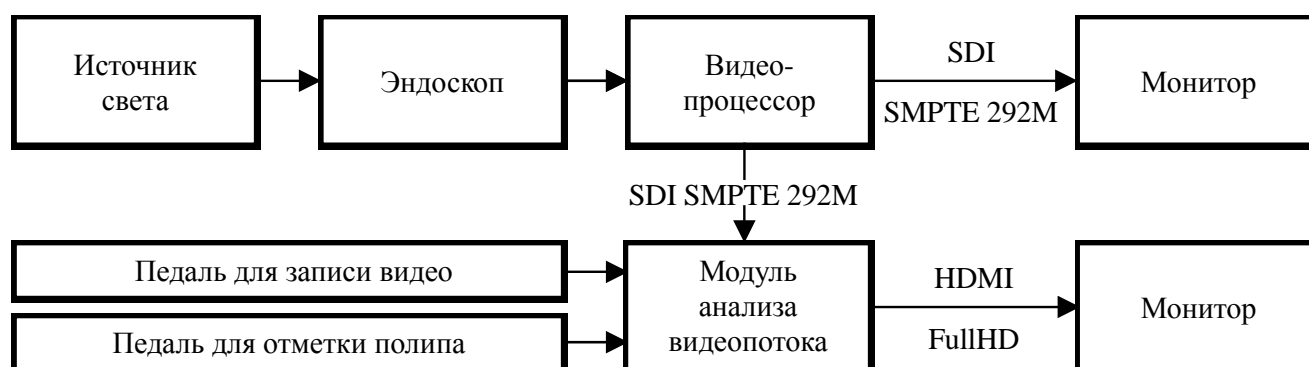 Источник
света
Эндоскоп
Видео-
процессор
SDI
SMPTE 292M
Монитор
SDI SMPTE 292M
Педаль для записи видео
Педаль для отметки полипа
Модуль
анализа
видеопотока
HDMI
FullHD
Монитор